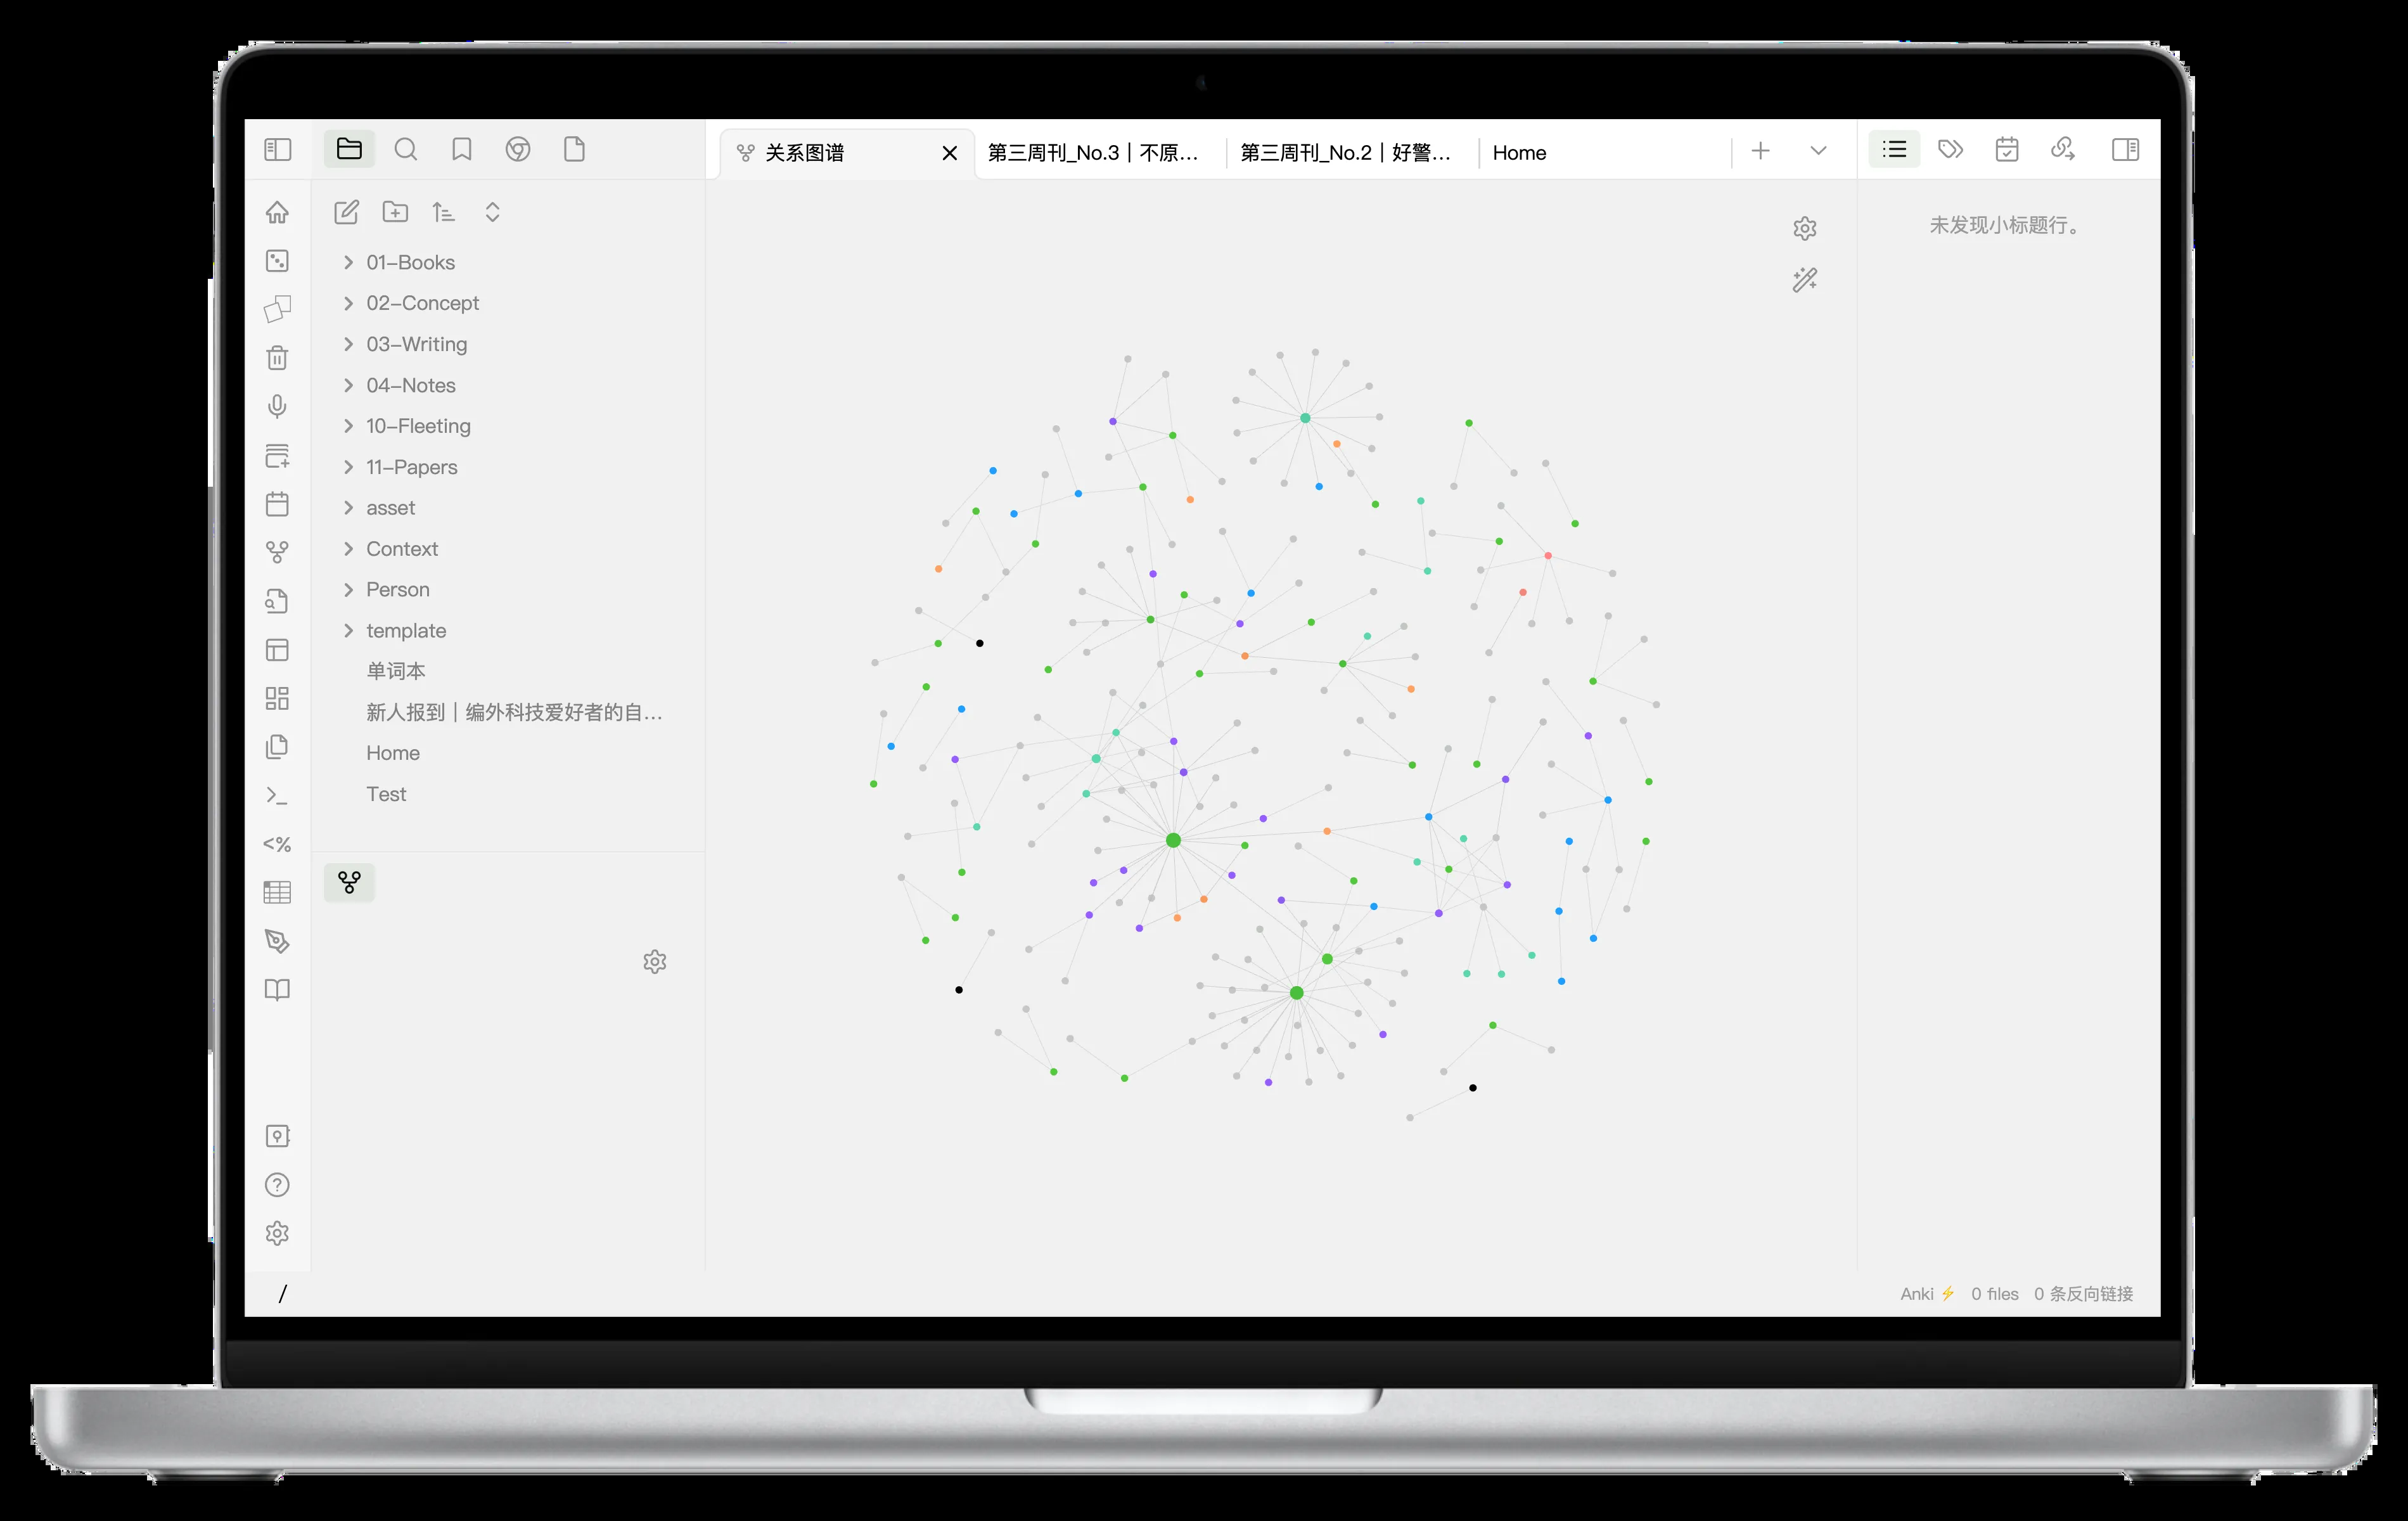 关系图谱
第三周刊_No.3｜不原...
第三周刊_No.2｜好警...
Home
01-Books
02-Concept
03-Writing
04-Notes
10-Fleeting
11-Papers
asset
Context
Person
template
单词本
新人报到｜编外科技爱好者的自...
Home
Test
<%
未发现小标题行。
/
Anki⚡ 0 files 0 条反向链接